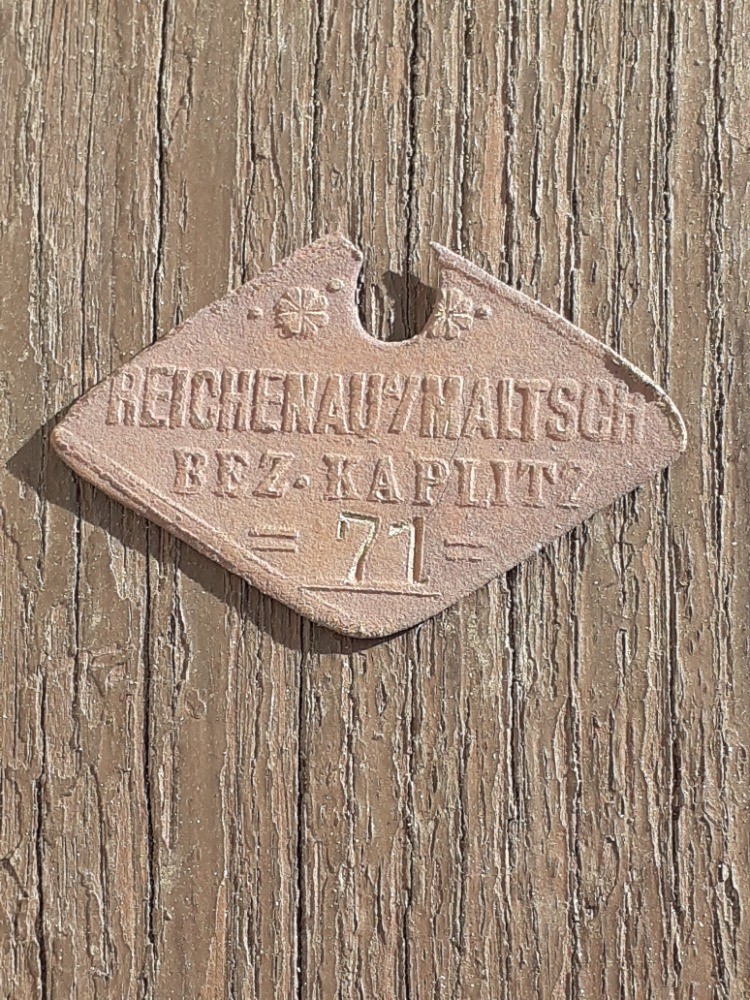 REICHENAU a/MALTSCH
BEZ. KAPLITZ
= 71 =